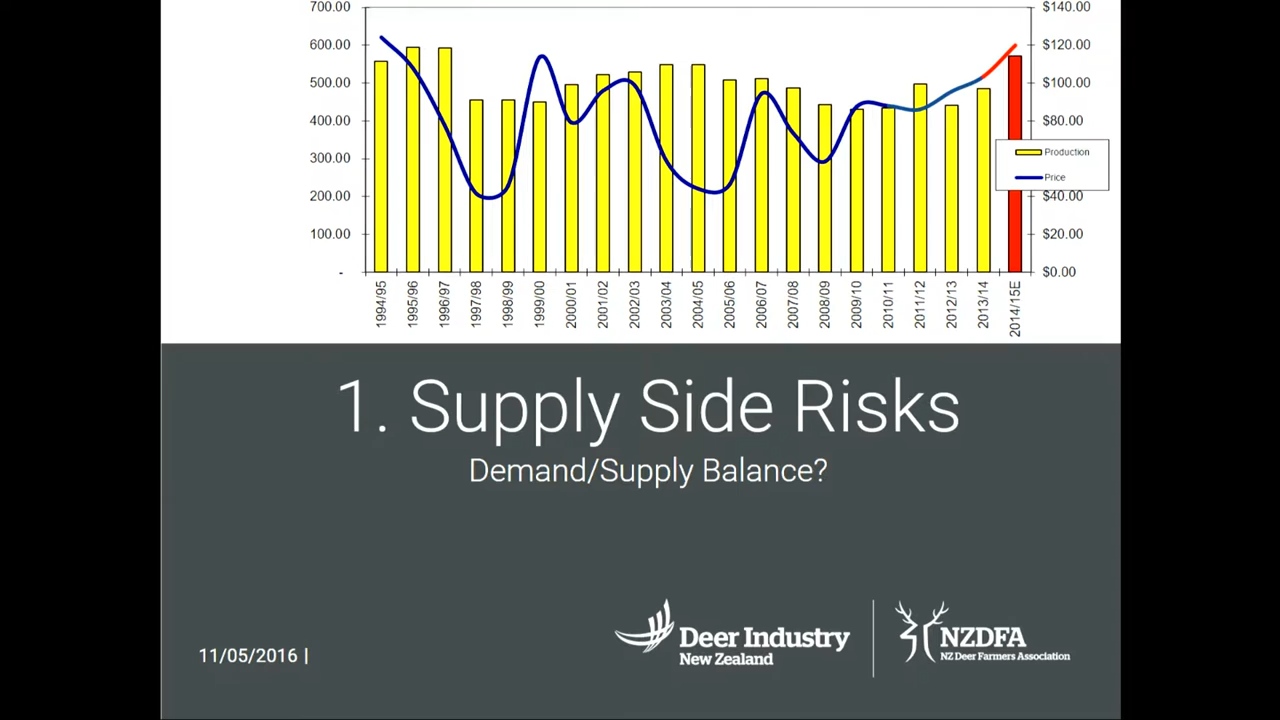 700.00 $140.00
600.00 $120.00
500.00 $100.00
400.00 $80.00
300.00
Production
Price
200.00 $40.00
100.00 $20.00
- $0.00
1994/95 1995/96 1996/97 1997/98 1998/99 1999/00 2000/01 2001/02 2002/03 2003/04 2004/05 2005/06 2006/07 2007/08 2008/09 2009/10 2010/11 2011/12 2012/13 2013/14 2014/15E
1. Supply Side Risks
Demand/Supply Balance?
11/05/2016 |
Deer Industry
New Zealand
NZDFA
NZ Deer Farmers Association